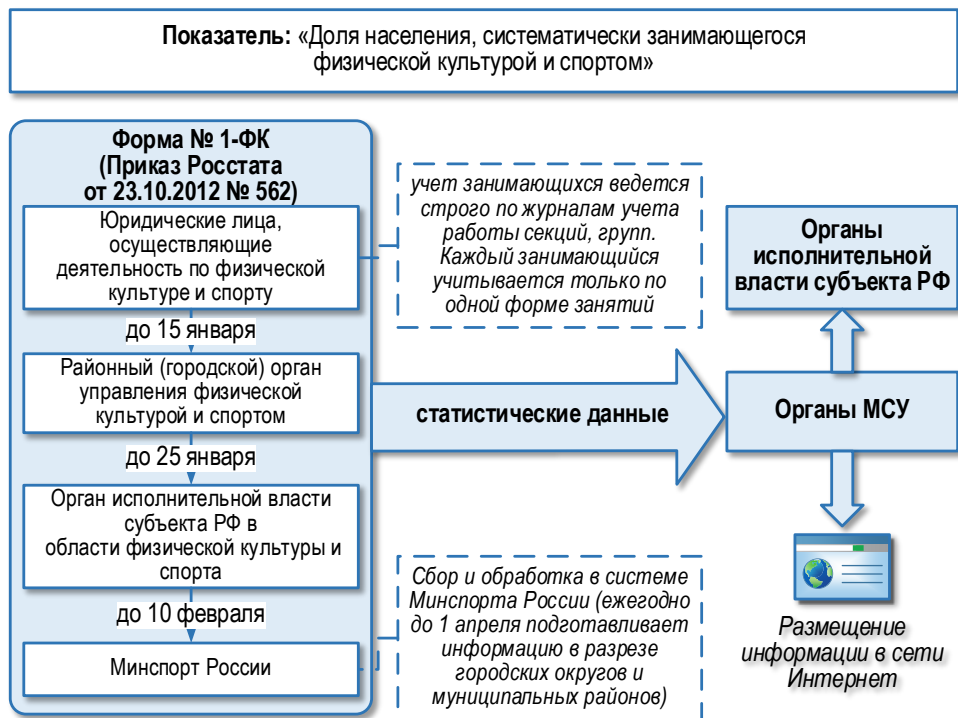 Показатель: «Доля населения, систематически занимающегося
физической культурой и спортом»
Форма № 1-ФК
(Приказ Росстата
от 23.10.2012 № 562)
Юридические лица,
осуществляющие
деятельность по физической
культуре и спорту
до 15 января
Районный (городской) орган
управления физической
культурой и спортом
до 25 января
Орган исполнительной власти
субъекта РФ в
области физической культуры и
спорта
до 10 февраля
Минспорт России
учет занимающихся ведется
строго по журналам учета
работы секций, групп.
Каждый занимающийся
учитывается только по
одной форме занятий
статистические данные
Сбор и обработка в системе
Минспорта России (ежегодно
до 1 апреля подготавливает
информацию в разрезе
городских округов и
муниципальных районов)
Органы
исполнительной
власти субъекта РФ
Органы МСУ
Размещение
информации в сети
Интернет